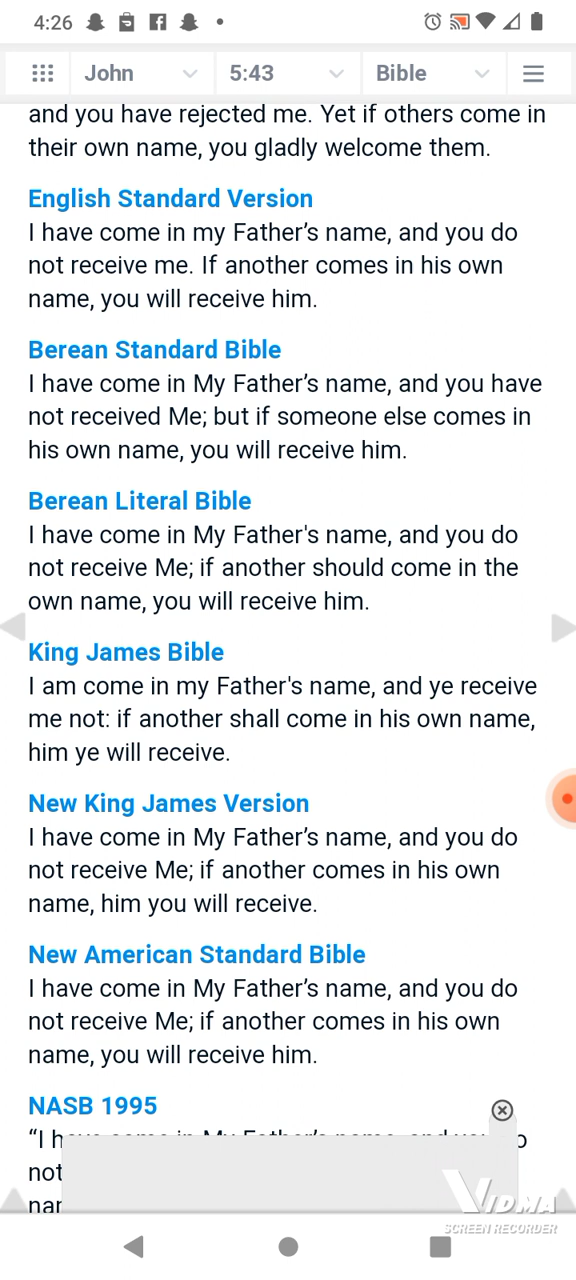 4:26
John
5:43
Bible
and you have rejected me. Yet if others come in
their own name, you gladly welcome them.
English Standard Version
I have come in my Father’s name, and you do
not receive me. If another comes in his own
name, you will receive him.
Berean Standard Bible
I have come in My Father’s name, and you have
not received Me; but if someone else comes in
his own name, you will receive him.
Berean Literal Bible
I have come in My Father's name, and you do
not receive Me; if another should come in the
own name, you will receive him.
King James Bible
I am come in my Father's name, and ye receive
me not: if another shall come in his own name,
him ye will receive.
New King James Version
I have come in My Father’s name, and you do
not receive Me; if another comes in his own
name, him you will receive.
New American Standard Bible
I have come in My Father’s name, and you do
not receive Me; if another comes in his own
name, you will receive him.
NASB 1995
“I have come in My Father’s name, and you
not
VIDMA
SCREEN RECORDER